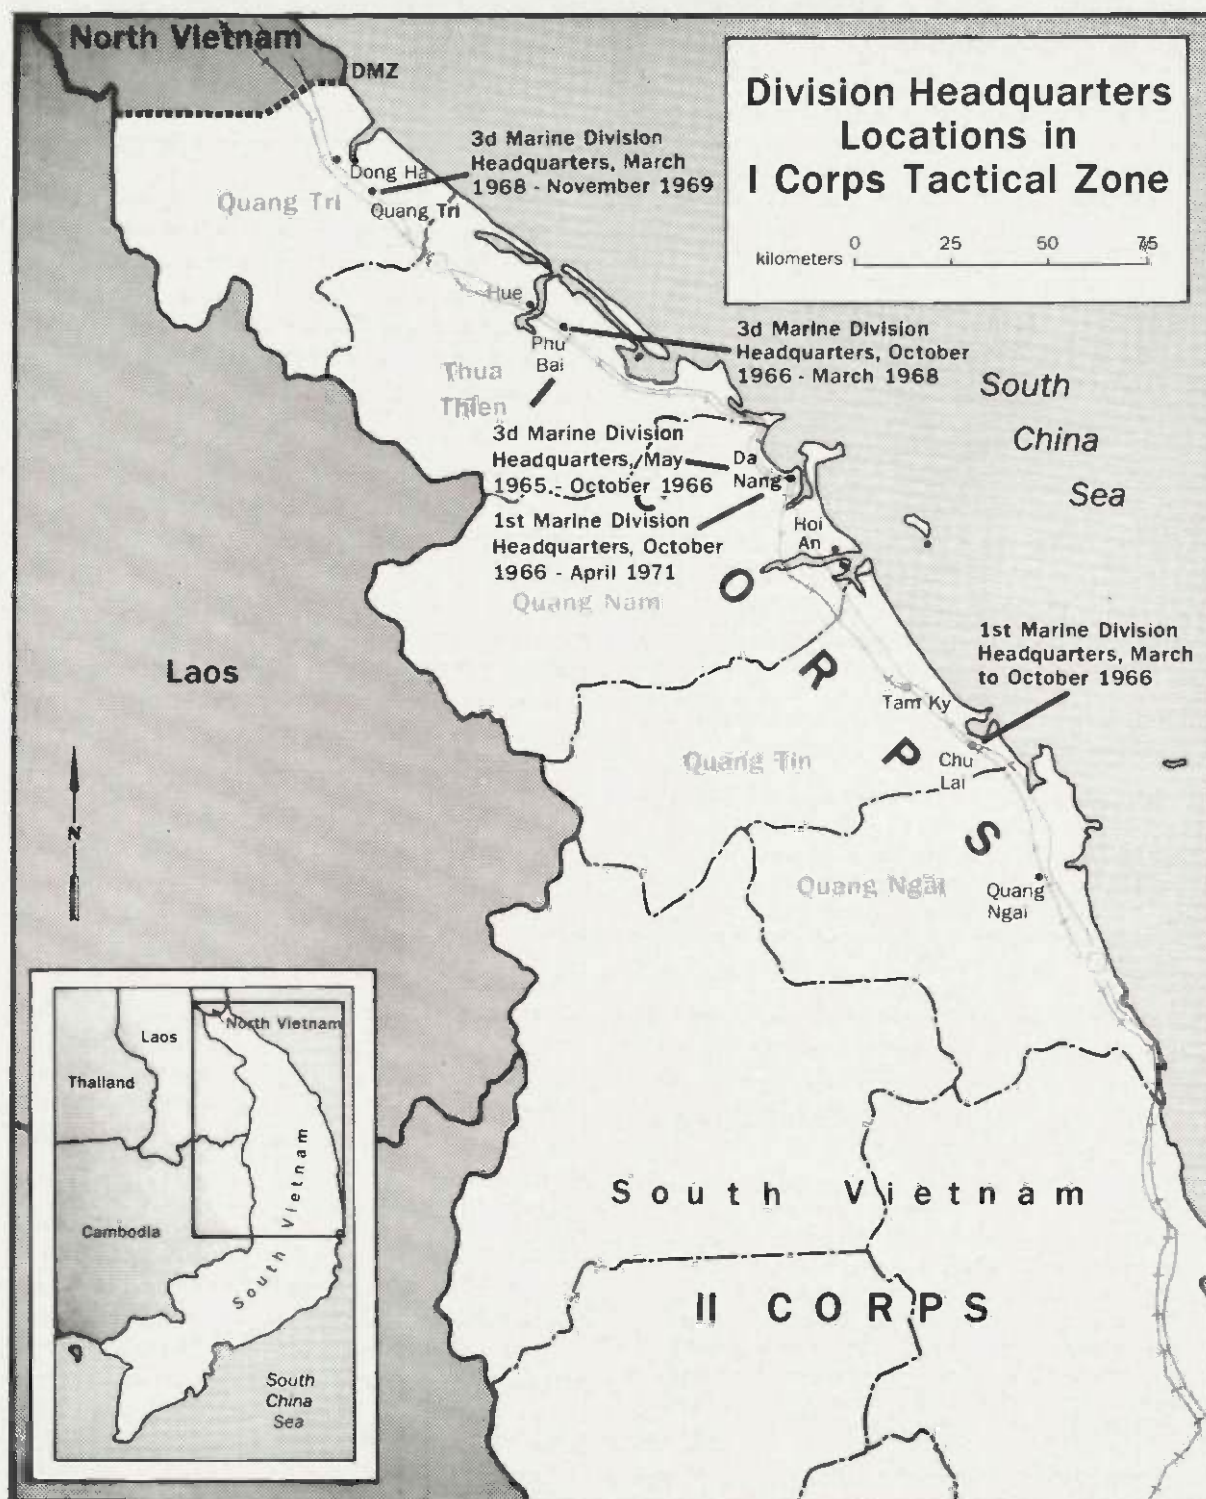 North Vietnam
DMZ
Division Headquarters
Locations in
I Corps Tactical Zone
kilometers
0 25 50 75
3d Marine Division
Headquarters, March
1968 - November 1969
Dong Ha
Quang Tri
Quang Tri
Hue
Phu
Bai
3d Marine Division
Headquarters, October
1966 - March 1968
Thua
Thien
South
China
Sea
3d Marine Division
Headquarters, May
1965 - October 1966
Da
Nang
1st Marine Division
Headquarters, October
1966 - April 1971
Hoi
An
Quang Nam
O
R
P
S
1st Marine Division
Headquarters, March
to October 1966
Laos
Tam Ky
Quang Tin
Chu
Lai
N
Quang Ngai
Quang
Ngai
South Vietnam
II CORPS
North Vietnam
Laos
Thailand
Cambodia
South Vietnam
South
China
Sea